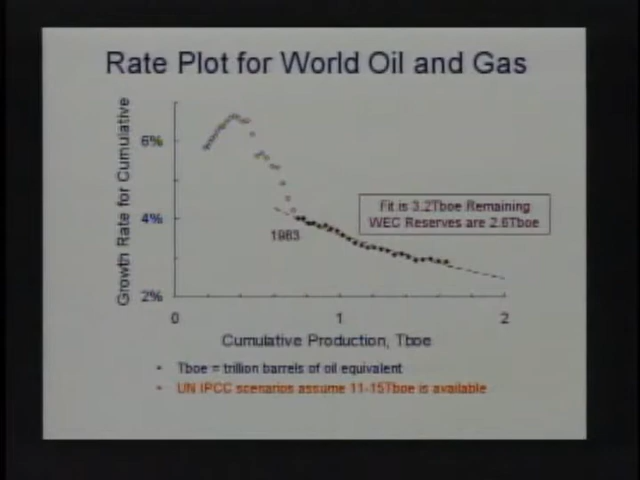 Rate Plot for World Oil and Gas
Growth Rate for Cumulative
6%
4%
2%
Fit is 3.2Tboe Remaining
WEC Reserves are 2.6Tboe
1983
0
1
2
Cumulative Production, Tboe
• Tboe = trillion barrels of oil equivalent
• UN IPCC scenarios assume 11-15Tboe is available